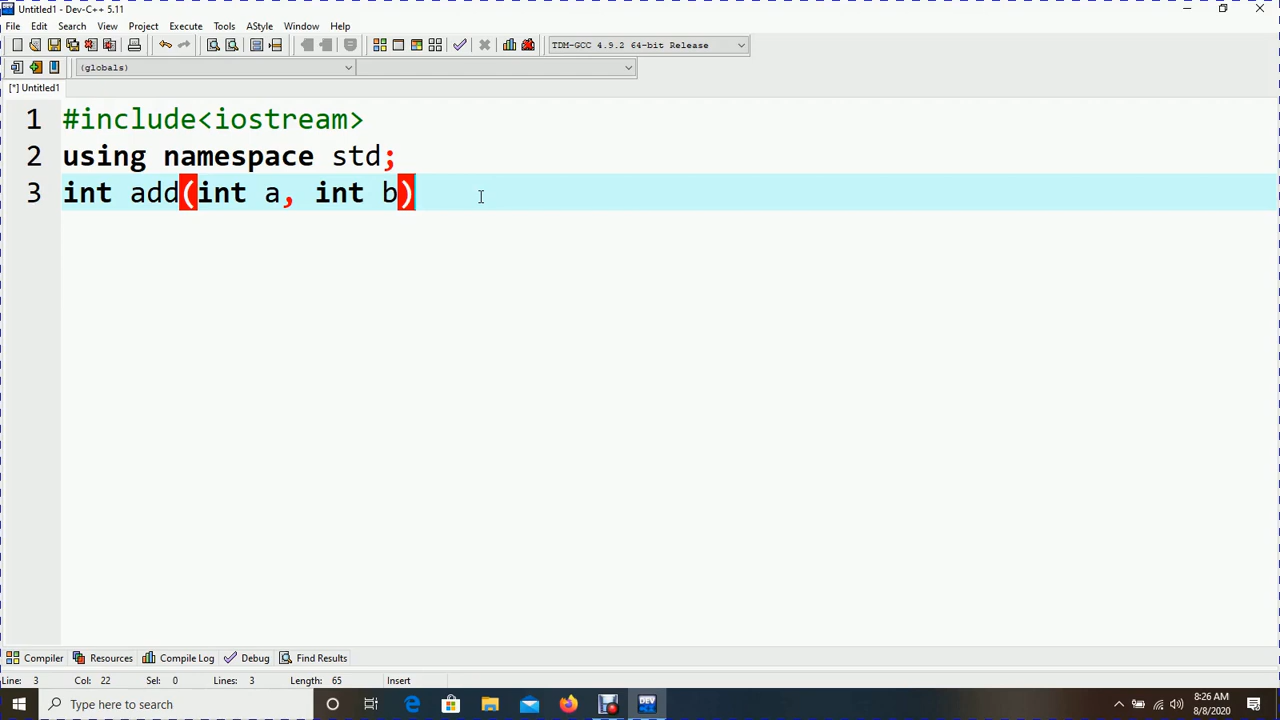 Untitled1 - Dev-C++ 5.11
File Edit Search View Project Execute Tools AStyle Window Help
TDM-GCC 4.9.2 64-bit Release
(globals)
[*] Untitled1
1 #include<iostream>
2 using namespace std;
3 int add(int a, int b)
Compiler Resources Compile Log Debug Find Results
Line: 3 Col: 22 Sel: 0 Lines: 3 Length: 65 Insert
Type here to search
DEV
8:26 AM
8/8/2020